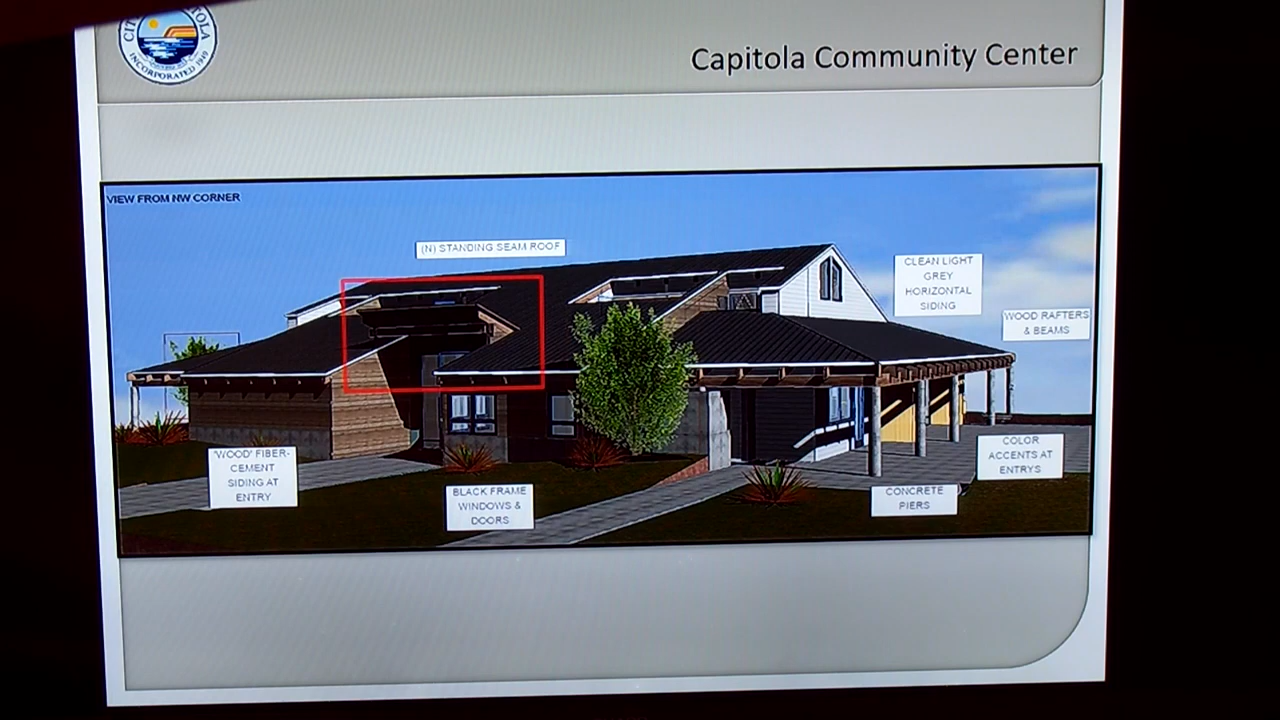 INCORPORATED 1949
Capitola Community Center
VIEW FROM NW CORNER
(N) STANDING SEAM ROOF
CLEAN LIGHT
GREY
HORIZONTAL
SIDING
WOOD RAFTERS
& BEAMS
'WOOD' FIBER-
CEMENT
SIDING AT
ENTRY
BLACK FRAME
WINDOWS &
DOORS
COLOR
ACCENTS AT
ENTRYS
CONCRETE
PIERS